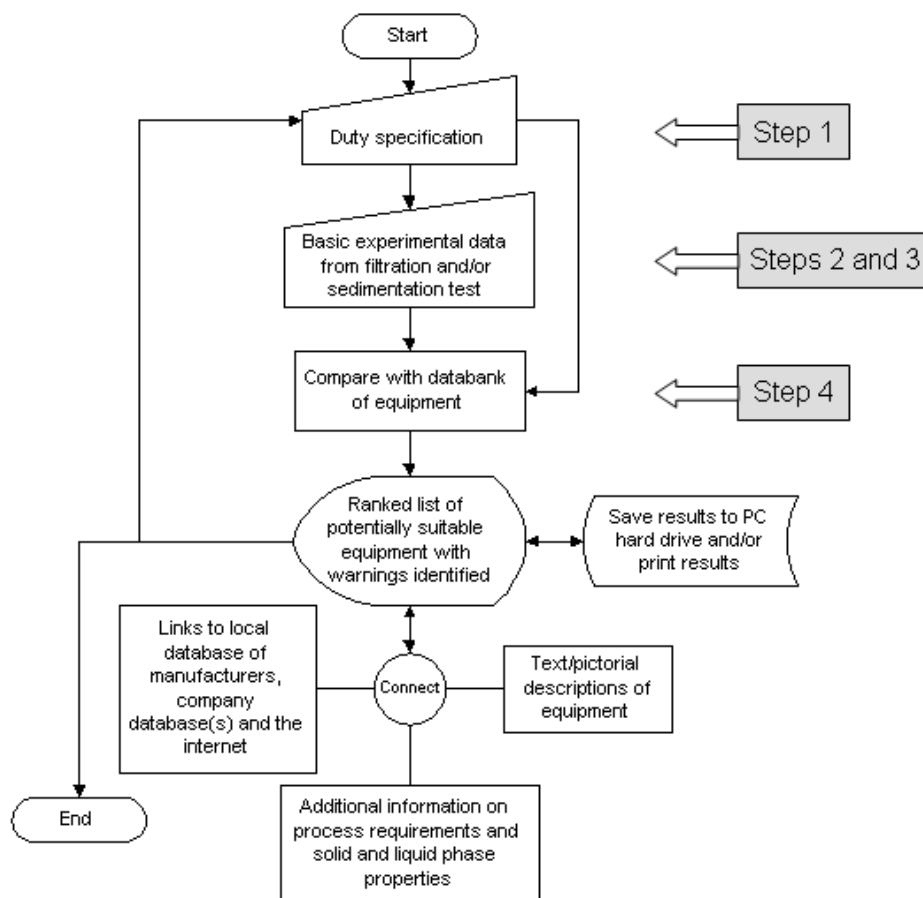 Start
Duty specification
Step 1
Basic experimental data
from filtration and/or
sedimentation test
Steps 2 and 3
Compare with databank
of equipment
Step 4
Ranked list of
potentially suitable
equipment with
warnings identified
Save results to PC
hard drive and/or
print results
Links to local
database of
manufacturers,
company
database(s) and the
internet
Connect
Text/pictorial
descriptions of
equipment
End
Additional information on
process requirements and
solid and liquid phase
properties